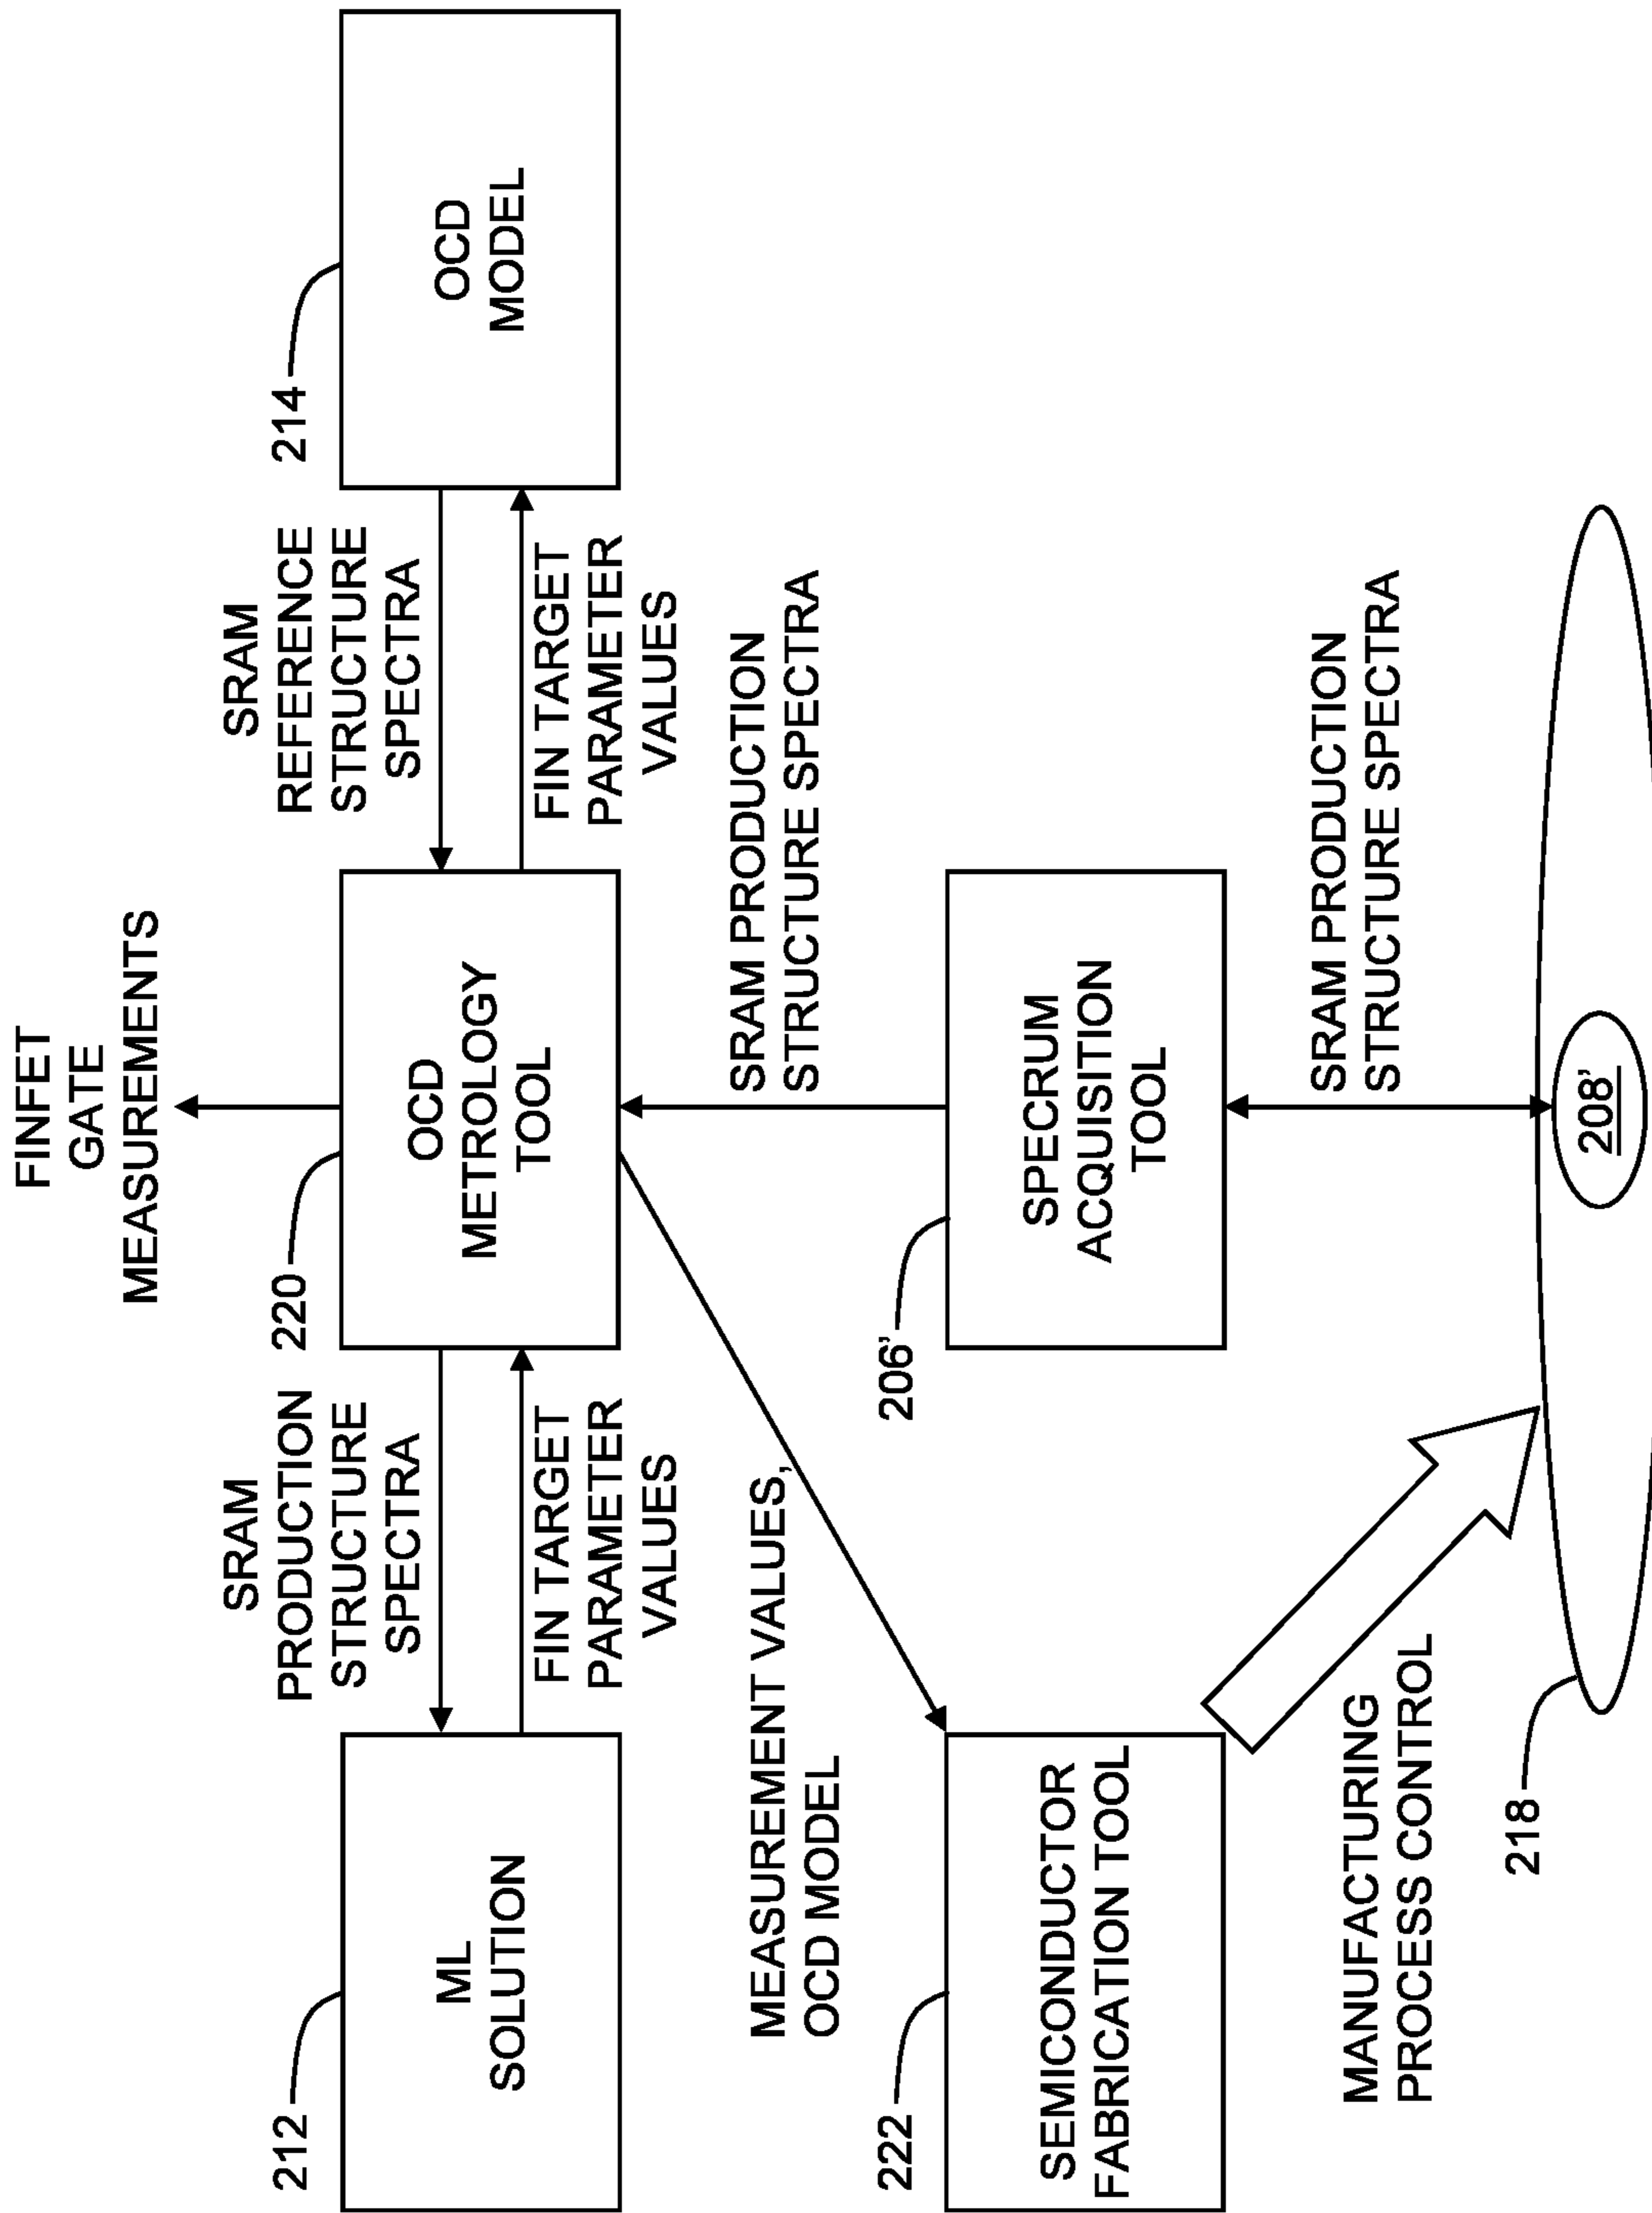 FINFET
GATE
MEASUREMENTS
212
ML
SOLUTION
SRAM
PRODUCTION
STRUCTURE
SPECTRA
FIN TARGET
PARAMETER
VALUES
220
OCD
METROLOGY
TOOL
SRAM
REFERENCE
STRUCTURE
SPECTRA
FIN TARGET
PARAMETER
VALUES
214
OCD
MODEL
MEASUREMENT VALUES,
OCD MODEL
SRAM PRODUCTION
STRUCTURE SPECTRA
222
SEMICONDUCTOR
FABRICATION TOOL
206'
SPECRUM
ACQUISITION
TOOL
MANUFACTURING
PROCESS CONTROL
SRAM PRODUCTION
STRUCTURE SPECTRA
218
208'